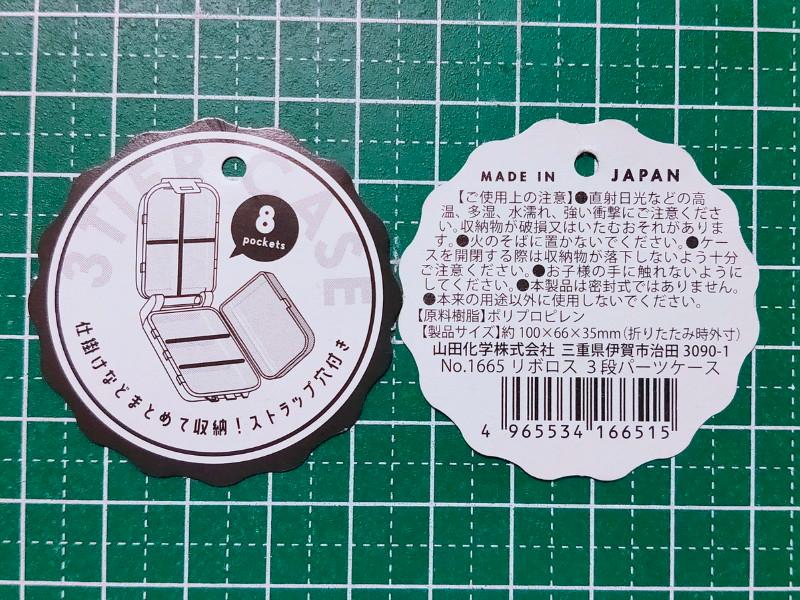 3TIER CASE
8
pockets
仕掛けなどまとめて収納！ストラップ穴付き
MADE IN JAPAN
【ご使用上の注意】●直射日光などの高
温、多湿、水濡れ、強い衝撃にご注意くださ
い。収納物が破損又はいたむおそれがありま
す。●火のそばに置かないでください。●ケー
スを開閉する際は収納物が落下しないよう十分
ご注意ください。●お子様の手に触れないように
してください。●本製品は密封式ではありません。
●本来の用途以外に使用しないでください。
【原料樹脂】ポリプロピレン
【製品サイズ】約100×66×35mm(折りたたみ時外寸)
山田化学株式会社 三重県伊賀市治田3090-1
No.1665 リボロス 3段パーツケース
4 965534 166515